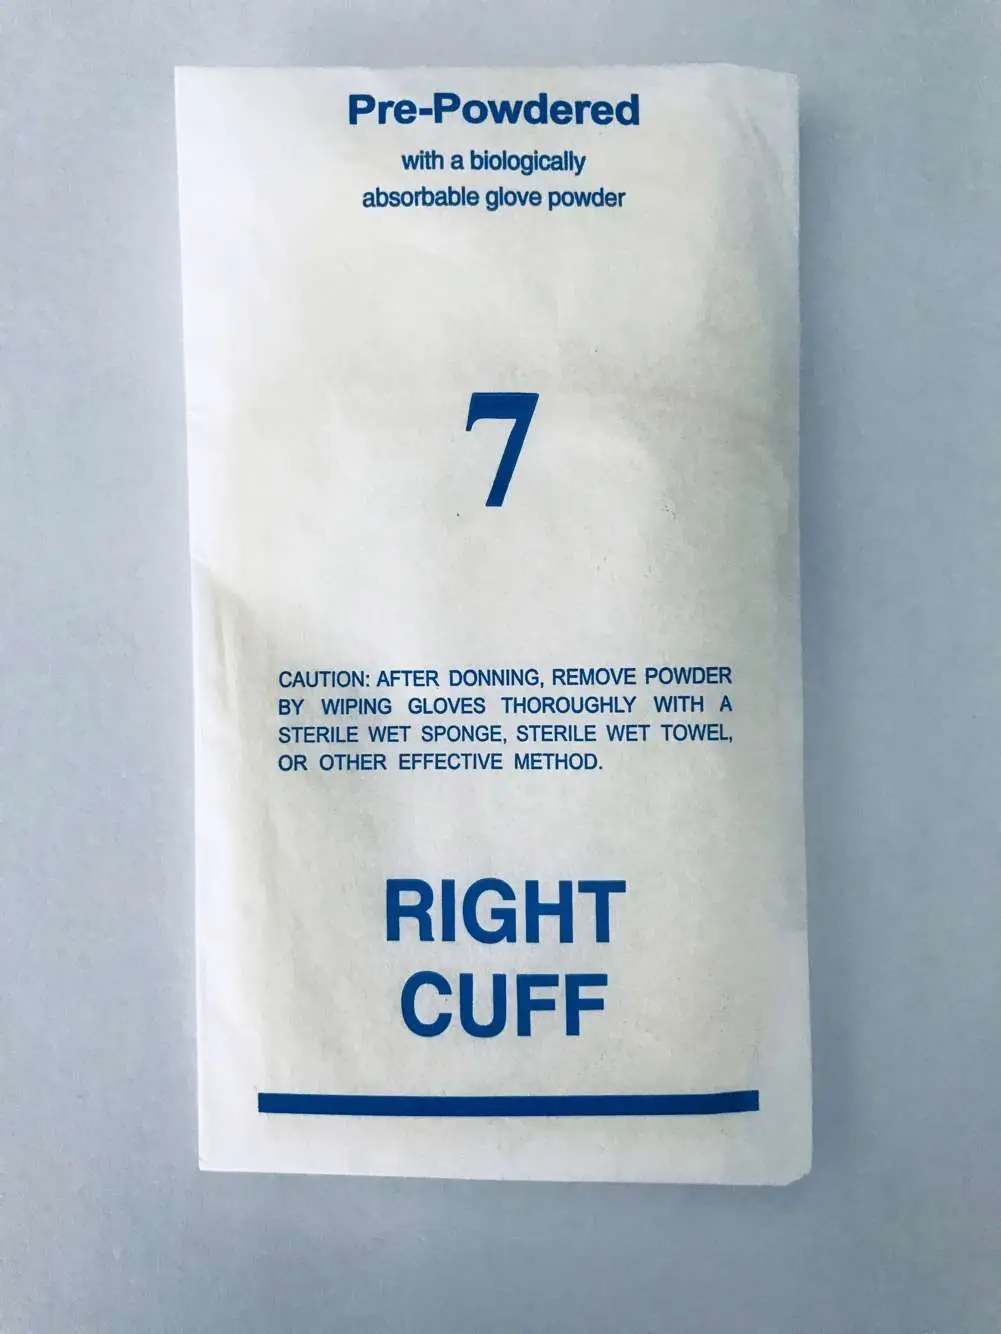 Pre-Powdered
with a biologically
absorbable glove powder
7
CAUTION: AFTER DONNING, REMOVE POWDER
BY WIPING GLOVES THOROUGHLY WITH A
STERILE WET SPONGE, STERILE WET TOWEL,
OR OTHER EFFECTIVE METHOD.
RIGHT
CUFF